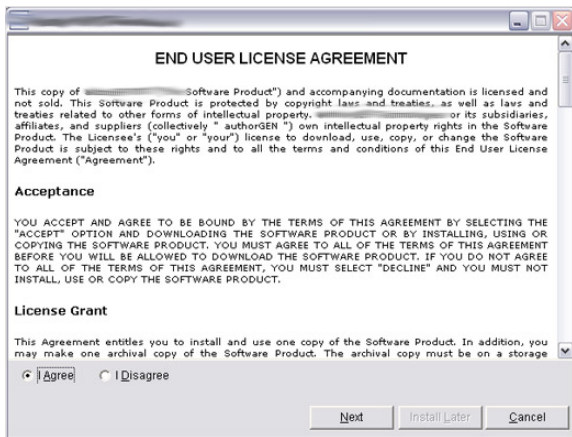 END USER LICENSE AGREEMENT
This copy of Software Product") and accompanying documentation is licensed and
not sold. This Software Product is protected by copyright laws and treaties, as well as laws and
treaties related to other forms of intellectual property. or its subsidiaries,
affiliates, and suppliers (collectively " authorGEN ") own intellectual property rights in the Software
Product. The Licensee's ("you" or "your") license to download, use, copy, or change the Software
Product is subject to these rights and to all the terms and conditions of this End User License
Agreement ("Agreement").
Acceptance
YOU ACCEPT AND AGREE TO BE BOUND BY THE TERMS OF THIS AGREEMENT BY SELECTING THE
"ACCEPT" OPTION AND DOWNLOADING THE SOFTWARE PRODUCT OR BY INSTALLING, USING OR
COPYING THE SOFTWARE PRODUCT. YOU MUST AGREE TO ALL OF THE TERMS OF THIS AGREEMENT
BEFORE YOU WILL BE ALLOWED TO DOWNLOAD THE SOFTWARE PRODUCT. IF YOU DO NOT AGREE
TO ALL OF THE TERMS OF THIS AGREEMENT, YOU MUST SELECT "DECLINE" AND YOU MUST NOT
INSTALL, USE OR COPY THE SOFTWARE PRODUCT.
License Grant
This Agreement entitles you to install and use one copy of the Software Product. In addition, you
may make one archival copy of the Software Product. The archival copy must be on a storage
I Agree I Disagree
Next Install Later Cancel